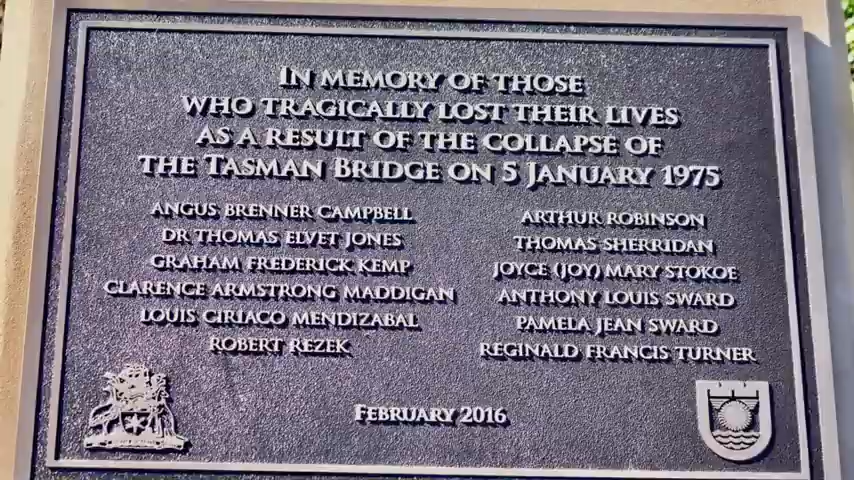 IN MEMORY OF THOSE
WHO TRAGICALLY LOST THEIR LIVES
AS A RESULT OF THE COLLAPSE OF
THE TASMAN BRIDGE ON 5 JANUARY 1975
ANGUS BRENNER CAMPBELL
DR THOMAS ELVET JONES
GRAHAM FREDERICK KEMP
CLARENCE ARMSTRONG MADDIGAN
LOUIS CIRIACO MENDIZABAL
ROBERT REZEK
ARTHUR ROBINSON
THOMAS SHERRIDAN
JOYCE (JOY) MARY STOKOE
ANTHONY LOUIS SWARD
PAMELA JEAN SWARD
REGINALD FRANCIS TURNER
FEBRUARY 2016